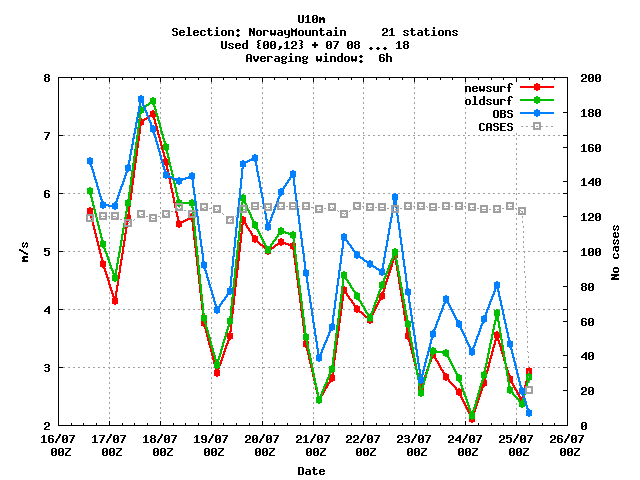 U10m
Selection: NorwayMountain 21 stations
Used {00,12} + 07 08 ... 18
Averaging window: 6h
newsurf
oldsurf
OBS
CASES
8
7
6
5
4
3
2
m/s
200
180
160
140
120
100
80
60
40
20
0
No cases
16/07 17/07 18/07 19/07 20/07 21/07 22/07 23/07 24/07 25/07 26/07
00Z 00Z 00Z 00Z 00Z 00Z 00Z 00Z 00Z 00Z 00Z
Date